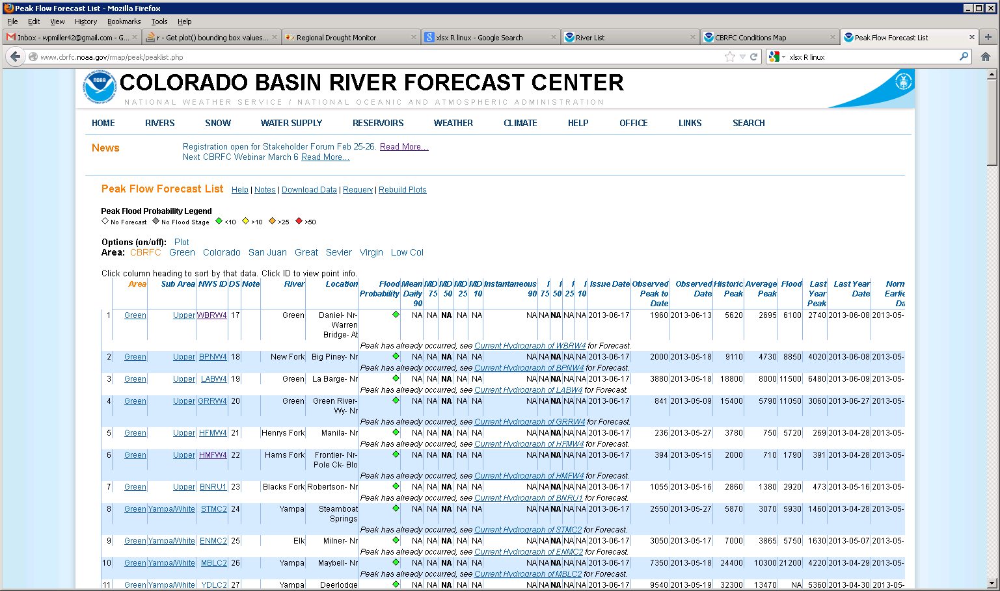 Peak Flow Forecast List - Mozilla Firefox
File Edit View History Bookmarks Tools Help
Inbox - wpmiller42@gmail.com - G... r - Get plot() bounding box values... Regional Drought Monitor xlsx R linux - Google Search River List CBRFC Conditions Map Peak Flow Forecast List
www.cbrfc.noaa.gov/rmap/peak/peaklist.php xlsx R linux
NOAA
COLORADO BASIN RIVER FORECAST CENTER
NATIONAL WEATHER SERVICE / NATIONAL OCEANIC AND ATMOSPHERIC ADMINISTRATION
HOME RIVERS SNOW WATER SUPPLY RESERVOIRS WEATHER CLIMATE HELP OFFICE LINKS SEARCH
News Registration open for Stakeholder Forum Feb 25-26. Read More...
Next CBRFC Webinar March 6 Read More...
Peak Flow Forecast List Help | Notes | Download Data | Requery | Rebuild Plots
Peak Flood Probability Legend
No Forecast No Flood Stage <10 >10 >25 >50
Options (on/off): Plot
Area: CBRFC Green Colorado San Juan Great Sevier Virgin Low Col
Click column heading to sort by that data. Click ID to view point info.
Area Sub Area NWS ID DS Note River Location Flood Mean MD MD MD MD Instantaneous I I I I Issue Date Observed Observed Historic Average Flood Last Last Year Norm
Probability Daily 75 50 25 10 90 75 50 25 10 Peak to Date Peak Peak Year Date Earlie
90 Date Peak Da
1 Green Upper WBRW4 17 Green Daniel- Nr- NA NA NA NA NA NA NA NA NA NA 2013-06-17 1960 2013-06-13 5620 2695 6100 2740 2013-06-08 2013-05-
Warren
Bridge- At
Peak has already occurred, see Current Hydrograph of WBRW4 for Forecast.
2 Green Upper BPNW4 18 New Fork Big Piney- Nr NA NA NA NA NA NA NA NA NA NA 2013-06-17 2000 2013-05-18 9110 4730 8850 4020 2013-06-08 2013-05-
Peak has already occurred, see Current Hydrograph of BPNW4 for Forecast.
3 Green Upper LABW4 19 Green La Barge- Nr NA NA NA NA NA NA NA NA NA NA 2013-06-17 3880 2013-05-18 18800 8000 11500 6480 2013-06-09 2013-05-
Peak has already occurred, see Current Hydrograph of LABW4 for Forecast.
4 Green Upper GRRW4 20 Green Green River- NA NA NA NA NA NA NA NA NA NA 2013-06-17 841 2013-05-09 15400 5790 11050 3060 2013-06-27 2013-05-
Wy- Nr
Peak has already occurred, see Current Hydrograph of GRRW4 for Forecast.
5 Green Upper HFMW4 21 Henrys Fork Manila- Nr NA NA NA NA NA NA NA NA NA NA 2013-06-17 236 2013-05-27 3780 750 5720 269 2013-04-28 2013-05-
Peak has already occurred, see Current Hydrograph of HFMW4 for Forecast.
6 Green Upper HMFW4 22 Hams Fork Frontier- Nr- NA NA NA NA NA NA NA NA NA NA 2013-06-17 394 2013-05-15 2000 710 1790 391 2013-04-28 2013-05-
Pole Ck- Blo
Peak has already occurred, see Current Hydrograph of HMFW4 for Forecast.
7 Green Upper BNRU1 23 Blacks Fork Robertson- Nr NA NA NA NA NA NA NA NA NA NA 2013-06-17 1055 2013-05-16 2860 1380 2920 473 2013-05-16 2013-05-
Peak has already occurred, see Current Hydrograph of BNRU1 for Forecast.
8 Green Yampa/White STMC2 24 Yampa Steamboat NA NA NA NA NA NA NA NA NA NA 2013-06-17 2550 2013-05-27 5870 3070 5930 1460 2013-04-28 2013-05-
Springs
Peak has already occurred, see Current Hydrograph of STMC2 for Forecast.
9 Green Yampa/White ENMC2 25 Elk Milner- Nr NA NA NA NA NA NA NA NA NA NA 2013-06-17 3050 2013-05-17 7000 3865 5750 1630 2013-05-07 2013-05-
Peak has already occurred, see Current Hydrograph of ENMC2 for Forecast.
10 Green Yampa/White MBLC2 26 Yampa Maybell- Nr NA NA NA NA NA NA NA NA NA NA 2013-06-17 7350 2013-05-18 24400 10300 21200 4220 2013-04-29 2013-05-
Peak has already occurred, see Current Hydrograph of MBLC2 for Forecast.
11 Green Yampa/White YDLC2 27 Yampa Deerlodge NA NA NA NA NA NA NA NA NA NA 2013-06-17 9540 2013-05-19 32300 13470 NA 5360 2013-04-30 2013-05-